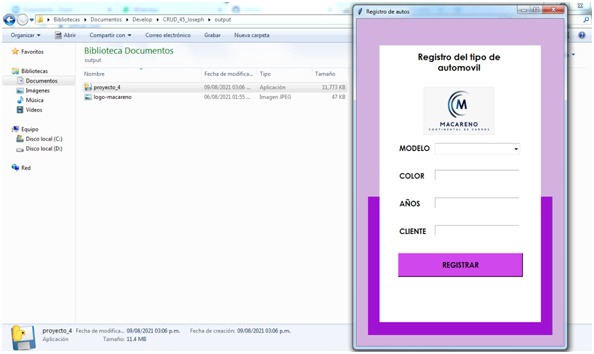 Bibliotecas ▸ Documentos ▸ Develop ▸ CRUD_45_Ioseph ▸ output
Organizar Abrir Compartir con Correo electrónico Grabar Nueva carpeta
Favoritos
Bibliotecas
Documentos
Imágenes
Música
Vídeos
Equipo
Disco local (C:)
Disco local (D:)
Red
Biblioteca Documentos
output
Nombre Fecha de modifica... Tipo Tamaño
proyecto_4 09/08/2021 03:06 ... Aplicación 11,773 KB
logo-macareno 06/08/2021 01:55 ... Imagen JPEG 47 KB
proyecto_4 Fecha de modifica... 09/08/2021 03:06 p.m. Fecha de creación: 09/08/2021 03:06 p.m.
Aplicación Tamaño: 11.4 MB
Registro de autos
Registro del tipo de
automovil
MACARENO
CONTINENTAL DE CARROS
MODELO
COLOR
AÑOS
CLIENTE
REGISTRAR